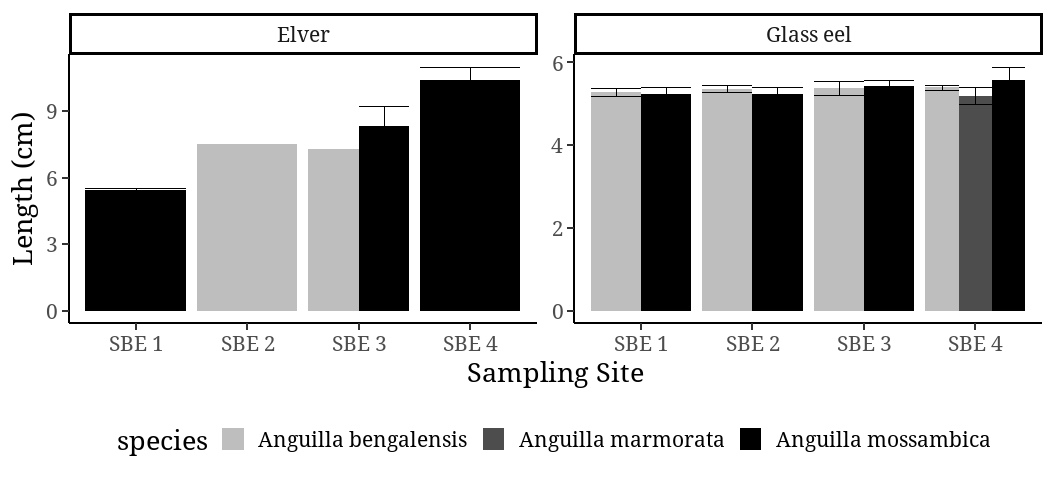 Elver
Glass eel
Length (cm)
9
6
3
0
6
4
2
0
SBE 1 SBE 2 SBE 3 SBE 4
SBE 1 SBE 2 SBE 3 SBE 4
Sampling Site
species Anguilla bengalensis Anguilla marmorata Anguilla mossambica